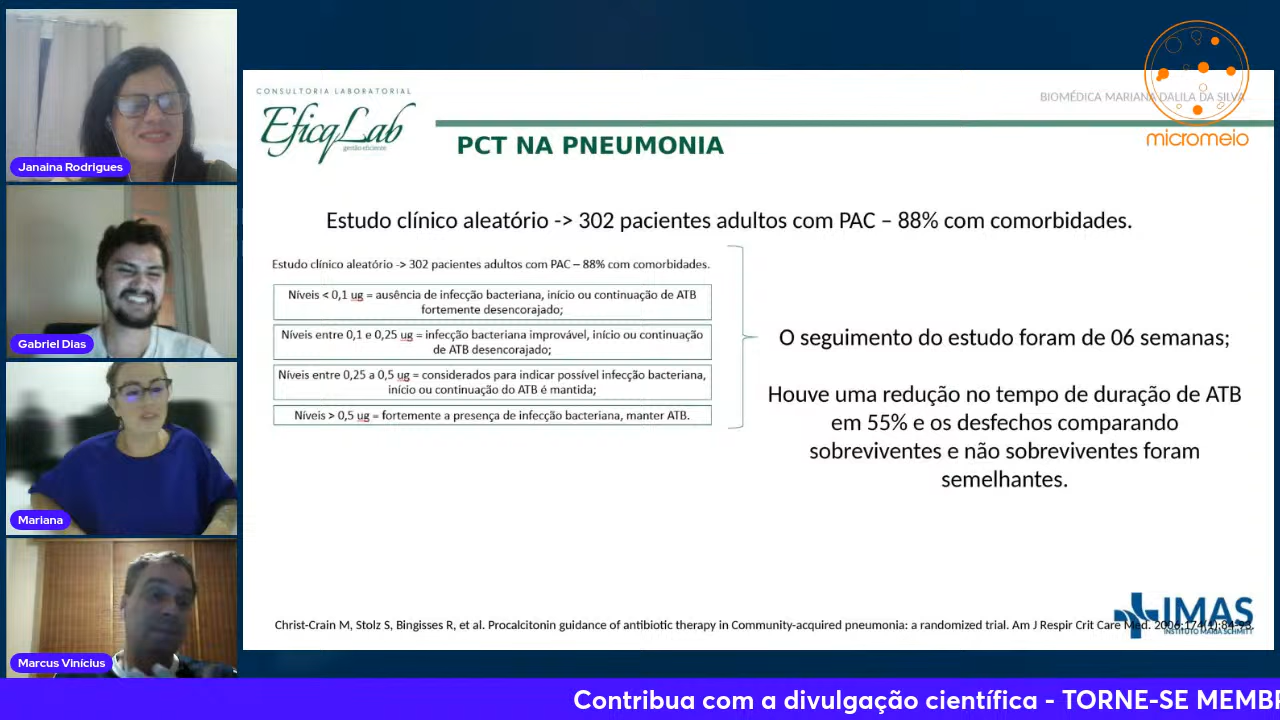 Janaina Rodrigues
Gabriel Dias
Mariana
Marcus Vinícius
CONSULTORIA LABORATORIAL
EficqLab
gestão eficiente
BIOMÉDICA MARIANA DALILA DA SILVA
micromeio
PCT NA PNEUMONIA
Estudo clínico aleatório -> 302 pacientes adultos com PAC – 88% com comorbidades.
Estudo clínico aleatório -> 302 pacientes adultos com PAC – 88% com comorbidades.
Níveis < 0,1 ug = ausência de infecção bacteriana, início ou continuação de ATB
fortemente desencorajado;
Níveis entre 0,1 e 0,25 ug = infecção bacteriana improvável, início ou continuação
de ATB desencorajado;
Níveis entre 0,25 a 0,5 ug = considerados para indicar possível infecção bacteriana,
início ou continuação do ATB é mantida;
Níveis > 0,5 ug = fortemente a presença de infecção bacteriana, manter ATB.
O seguimento do estudo foram de 06 semanas;
Houve uma redução no tempo de duração de ATB
em 55% e os desfechos comparando
sobreviventes e não sobreviventes foram
semelhantes.
IMAS
INSTITUTO MARIA SCHMITT
Christ-Crain M, Stolz S, Bingisses R, et al. Procalcitonin guidance of antibiotic therapy in Community-acquired pneumonia: a randomized trial. Am J Respir Crit Care Med. 2006;174(1):84-93.
Contribua com a divulgação científica - TORNE-SE MEMB